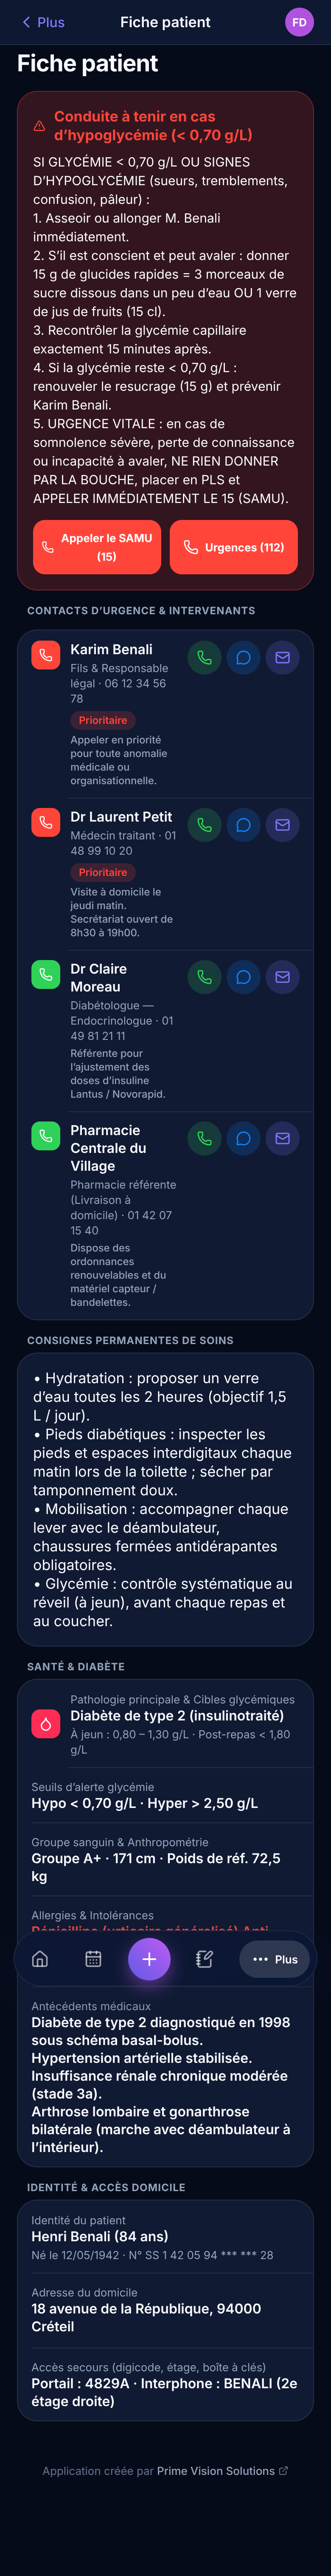 Plus
Fiche patient
FD
Fiche patient
Conduite à tenir en cas
d’hypoglycémie (< 0,70 g/L)
SI GLYCÉMIE < 0,70 g/L OU SIGNES
D’HYPOGLYCÉMIE (sueurs, tremblements,
confusion, pâleur) :
1. Asseoir ou allonger M. Benali
immédiatement.
2. S’il est conscient et peut avaler : donner
15 g de glucides rapides = 3 morceaux de
sucre dissous dans un peu d’eau OU 1 verre
de jus de fruits (15 cl).
3. Recontrôler la glycémie capillaire
exactement 15 minutes après.
4. Si la glycémie reste < 0,70 g/L :
renouveler le resucrage (15 g) et prévenir
Karim Benali.
5. URGENCE VITALE : en cas de
somnolence sévère, perte de connaissance
ou incapacité à avaler, NE RIEN DONNER
PAR LA BOUCHE, placer en PLS et
APPELER IMMÉDIATEMENT LE 15 (SAMU).
Appeler le SAMU
(15)
Urgences (112)
CONTACTS D’URGENCE & INTERVENANTS
Karim Benali
Fils & Responsable
légal · 06 12 34 56
78
Prioritaire
Appeler en priorité
pour toute anomalie
médicale ou
organisationnelle.
Dr Laurent Petit
Médecin traitant · 01
48 99 10 20
Prioritaire
Visite à domicile le
jeudi matin.
Secrétariat ouvert de
8h30 à 19h00.
Dr Claire
Moreau
Diabétologue —
Endocrinologue · 01
49 81 21 11
Référente pour
l’ajustement des
doses d’insuline
Lantus / Novorapid.
Pharmacie
Centrale du
Village
Pharmacie référente
(Livraison à
domicile) · 01 42 07
15 40
Dispose des
ordonnances
renouvelables et du
matériel capteur /
bandelettes.
CONSIGNES PERMANENTES DE SOINS
• Hydratation : proposer un verre
d’eau toutes les 2 heures (objectif 1,5
L / jour).
• Pieds diabétiques : inspecter les
pieds et espaces interdigitaux chaque
matin lors de la toilette ; sécher par
tamponnement doux.
• Mobilisation : accompagner chaque
lever avec le déambulateur,
chaussures fermées antidérapantes
obligatoires.
• Glycémie : contrôle systématique au
réveil (à jeun), avant chaque repas et
au coucher.
SANTÉ & DIABÈTE
Pathologie principale & Cibles glycémiques
Diabète de type 2 (insulinotraité)
À jeun : 0,80 – 1,30 g/L · Post-repas < 1,80
g/L
Seuils d’alerte glycémie
Hypo < 0,70 g/L · Hyper > 2,50 g/L
Groupe sanguin & Anthropométrie
Groupe A+ · 171 cm · Poids de réf. 72,5
kg
Allergies & Intolérances
Pénicilline (urticaire généralisé) Anti-
Plus
Antécédents médicaux
Diabète de type 2 diagnostiqué en 1998
sous schéma basal-bolus.
Hypertension artérielle stabilisée.
Insuffisance rénale chronique modérée
(stade 3a).
Arthrose lombaire et gonarthrose
bilatérale (marche avec déambulateur à
l’intérieur).
IDENTITÉ & ACCÈS DOMICILE
Identité du patient
Henri Benali (84 ans)
Né le 12/05/1942 · N° SS 1 42 05 94 *** *** 28
Adresse du domicile
18 avenue de la République, 94000
Créteil
Accès secours (digicode, étage, boîte à clés)
Portail : 4829A · Interphone : BENALI (2e
étage droite)
Application créée par Prime Vision Solutions